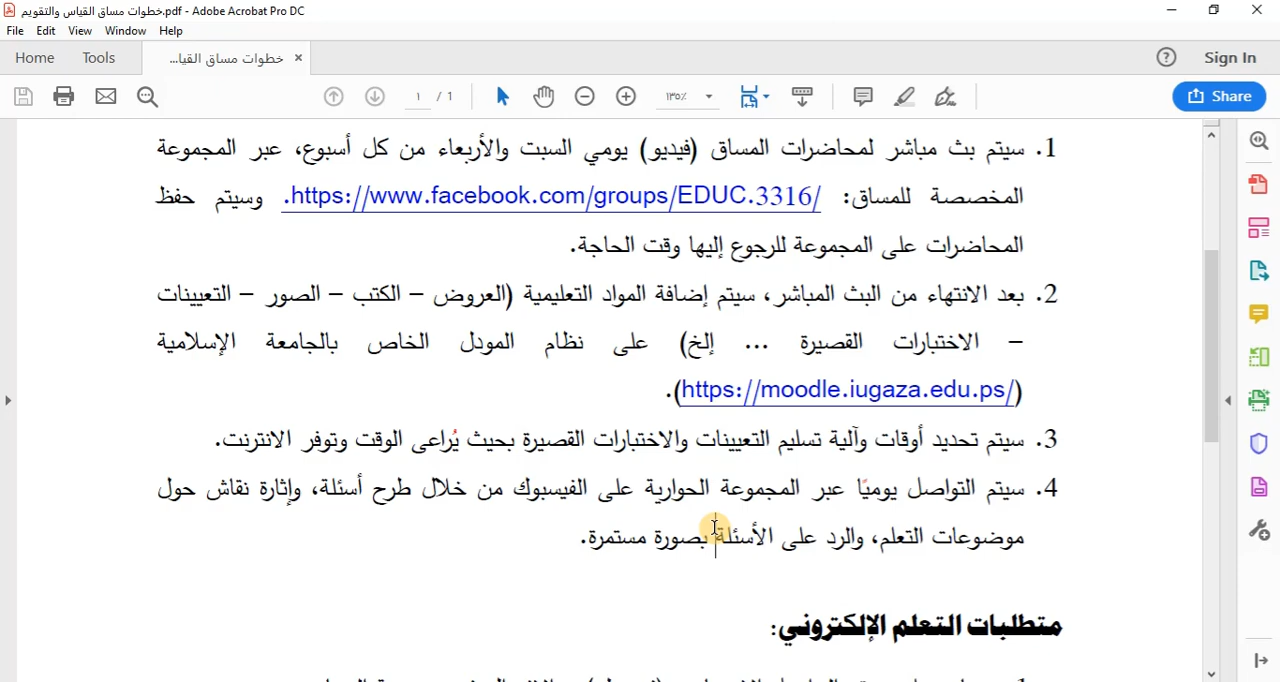 خطوات مساق القياس والتقويم.pdf - Adobe Acrobat Pro DC
File Edit View Window Help
Home Tools خطوات مساق القيا... × Sign In
١ / 1 ١٣٥٪ Share
1. سيتم بث مباشر لمحاضرات المساق (فيديو) يومي السبت والأربعاء من كل أسبوع، عبر المجموعة
المخصصة للمساق: https://www.facebook.com/groups/EDUC.3316/. وسيتم حفظ
المحاضرات على المجموعة للرجوع إليها وقت الحاجة.
2. بعد الانتهاء من البث المباشر، سيتم إضافة المواد التعليمية (العروض – الكتب – الصور – التعيينات
– الاختبارات القصيرة ... إلخ) على نظام المودل الخاص بالجامعة الإسلامية
(https://moodle.iugaza.edu.ps/).
3. سيتم تحديد أوقات وآلية تسليم التعيينات والاختبارات القصيرة بحيث يُراعى الوقت وتوفر الانترنت.
4. سيتم التواصل يوميًا عبر المجموعة الحوارية على الفيسبوك من خلال طرح أسئلة، وإثارة نقاش حول
موضوعات التعلم، والرد على الأسئلة بصورة مستمرة.
متطلبات التعلم الإلكتروني: